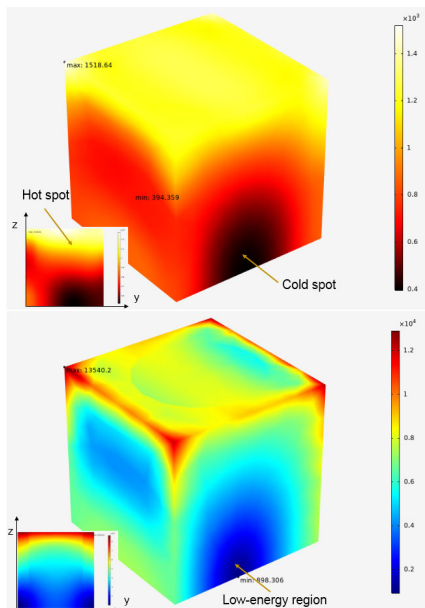 ×10³
max: 1518.64
1.4
1.2
1
Hot spot
min: 394.359
0.8
z
0.6
Cold spot
0.4
y
×10⁴
max: 13540.2
1.2
1
0.8
0.6
z
0.4
min: 898.306
0.2
y
Low-energy region